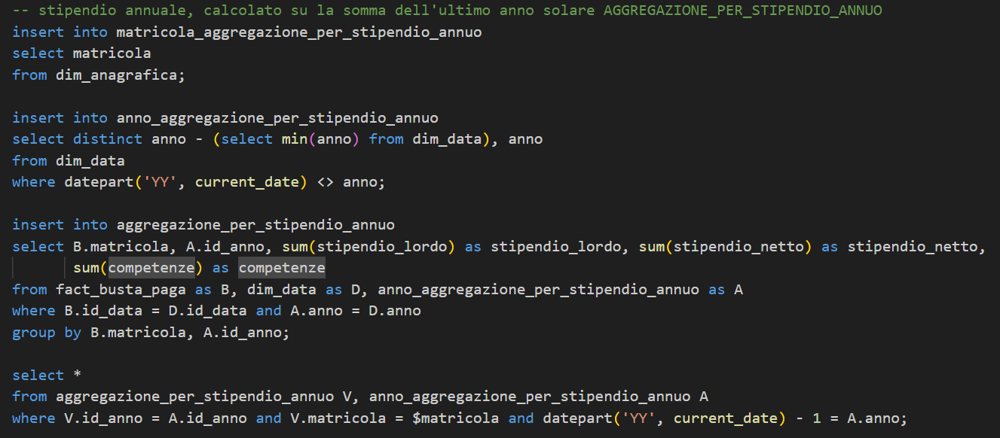 -- stipendio annuale, calcolato su la somma dell'ultimo anno solare AGGREGAZIONE_PER_STIPENDIO_ANNUO
insert into matricola_aggregazione_per_stipendio_annuo
select matricola
from dim_anagrafica;

insert into anno_aggregazione_per_stipendio_annuo
select distinct anno - (select min(anno) from dim_data), anno
from dim_data
where datepart('YY', current_date) <> anno;

insert into aggregazione_per_stipendio_annuo
select B.matricola, A.id_anno, sum(stipendio_lordo) as stipendio_lordo, sum(stipendio_netto) as stipendio_netto,
       sum(competenze) as competenze
from fact_busta_paga as B, dim_data as D, anno_aggregazione_per_stipendio_annuo as A
where B.id_data = D.id_data and A.anno = D.anno
group by B.matricola, A.id_anno;

select *
from aggregazione_per_stipendio_annuo V, anno_aggregazione_per_stipendio_annuo A
where V.id_anno = A.id_anno and V.matricola = $matricola and datepart('YY', current_date) - 1 = A.anno;